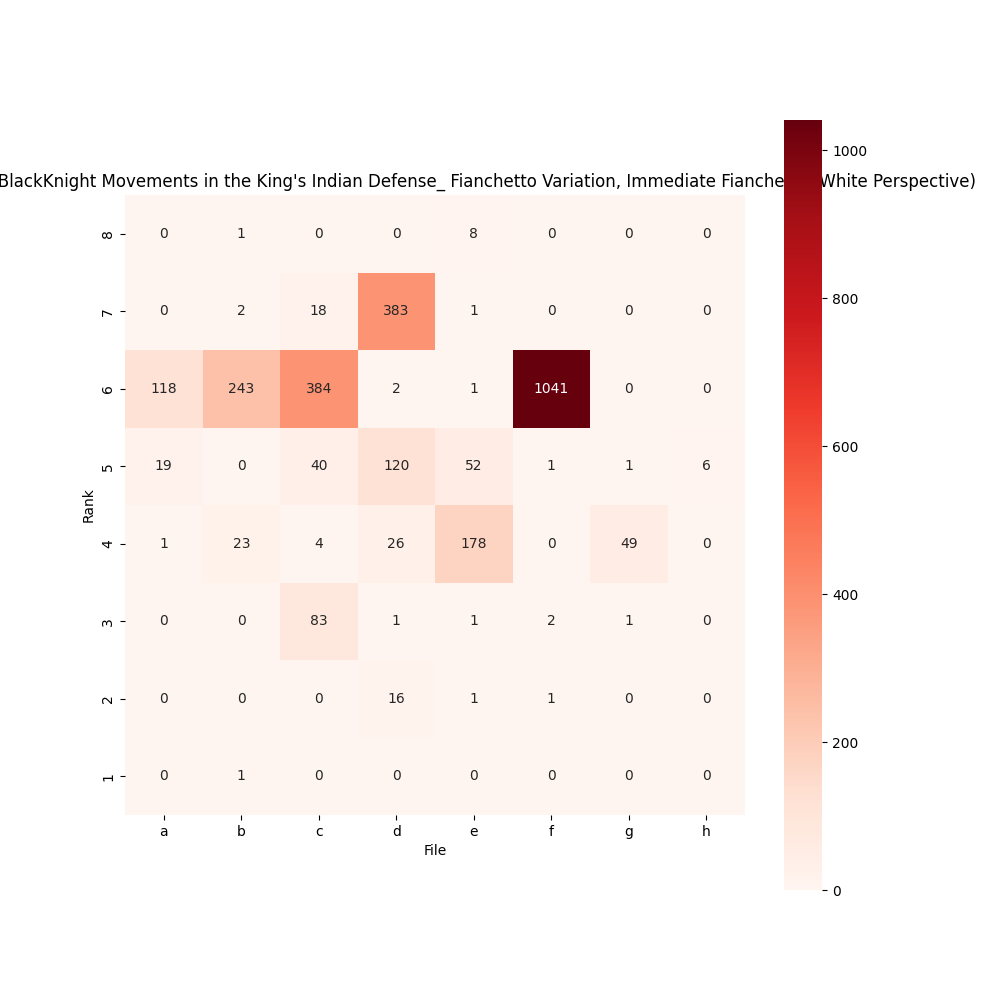 BlackKnight Movements in the King's Indian Defense_ Fianchetto Variation, Immediate Fianche White Perspective)
1000
800
600
400
200
0
Rank
8 0 1 0 0 8 0 0 0
7 0 2 18 383 1 0 0 0
6 118 243 384 2 1 1041 0 0
5 19 0 40 120 52 1 1 6
4 1 23 4 26 178 0 49 0
3 0 0 83 1 1 2 1 0
2 0 0 0 16 1 1 0 0
1 0 1 0 0 0 0 0 0
a b c d e f g h
File